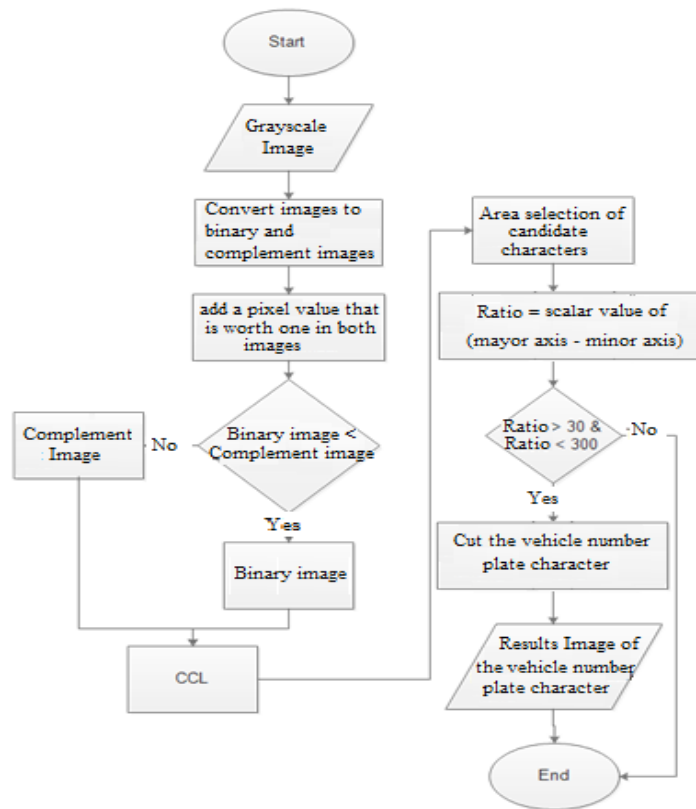 Start
Grayscale
Image
Convert images to
binary and
complement images
add a pixel value that
is worth one in both
images
Binary image <
Complement image
No
Complement
Image
Yes
Binary image
CCL
Area selection of
candidate
characters
Ratio = scalar value of
(mayor axis - minor axis)
Ratio > 30 &
Ratio < 300
No
Yes
Cut the vehicle number
plate character
Results Image of
the vehicle number
plate character
End